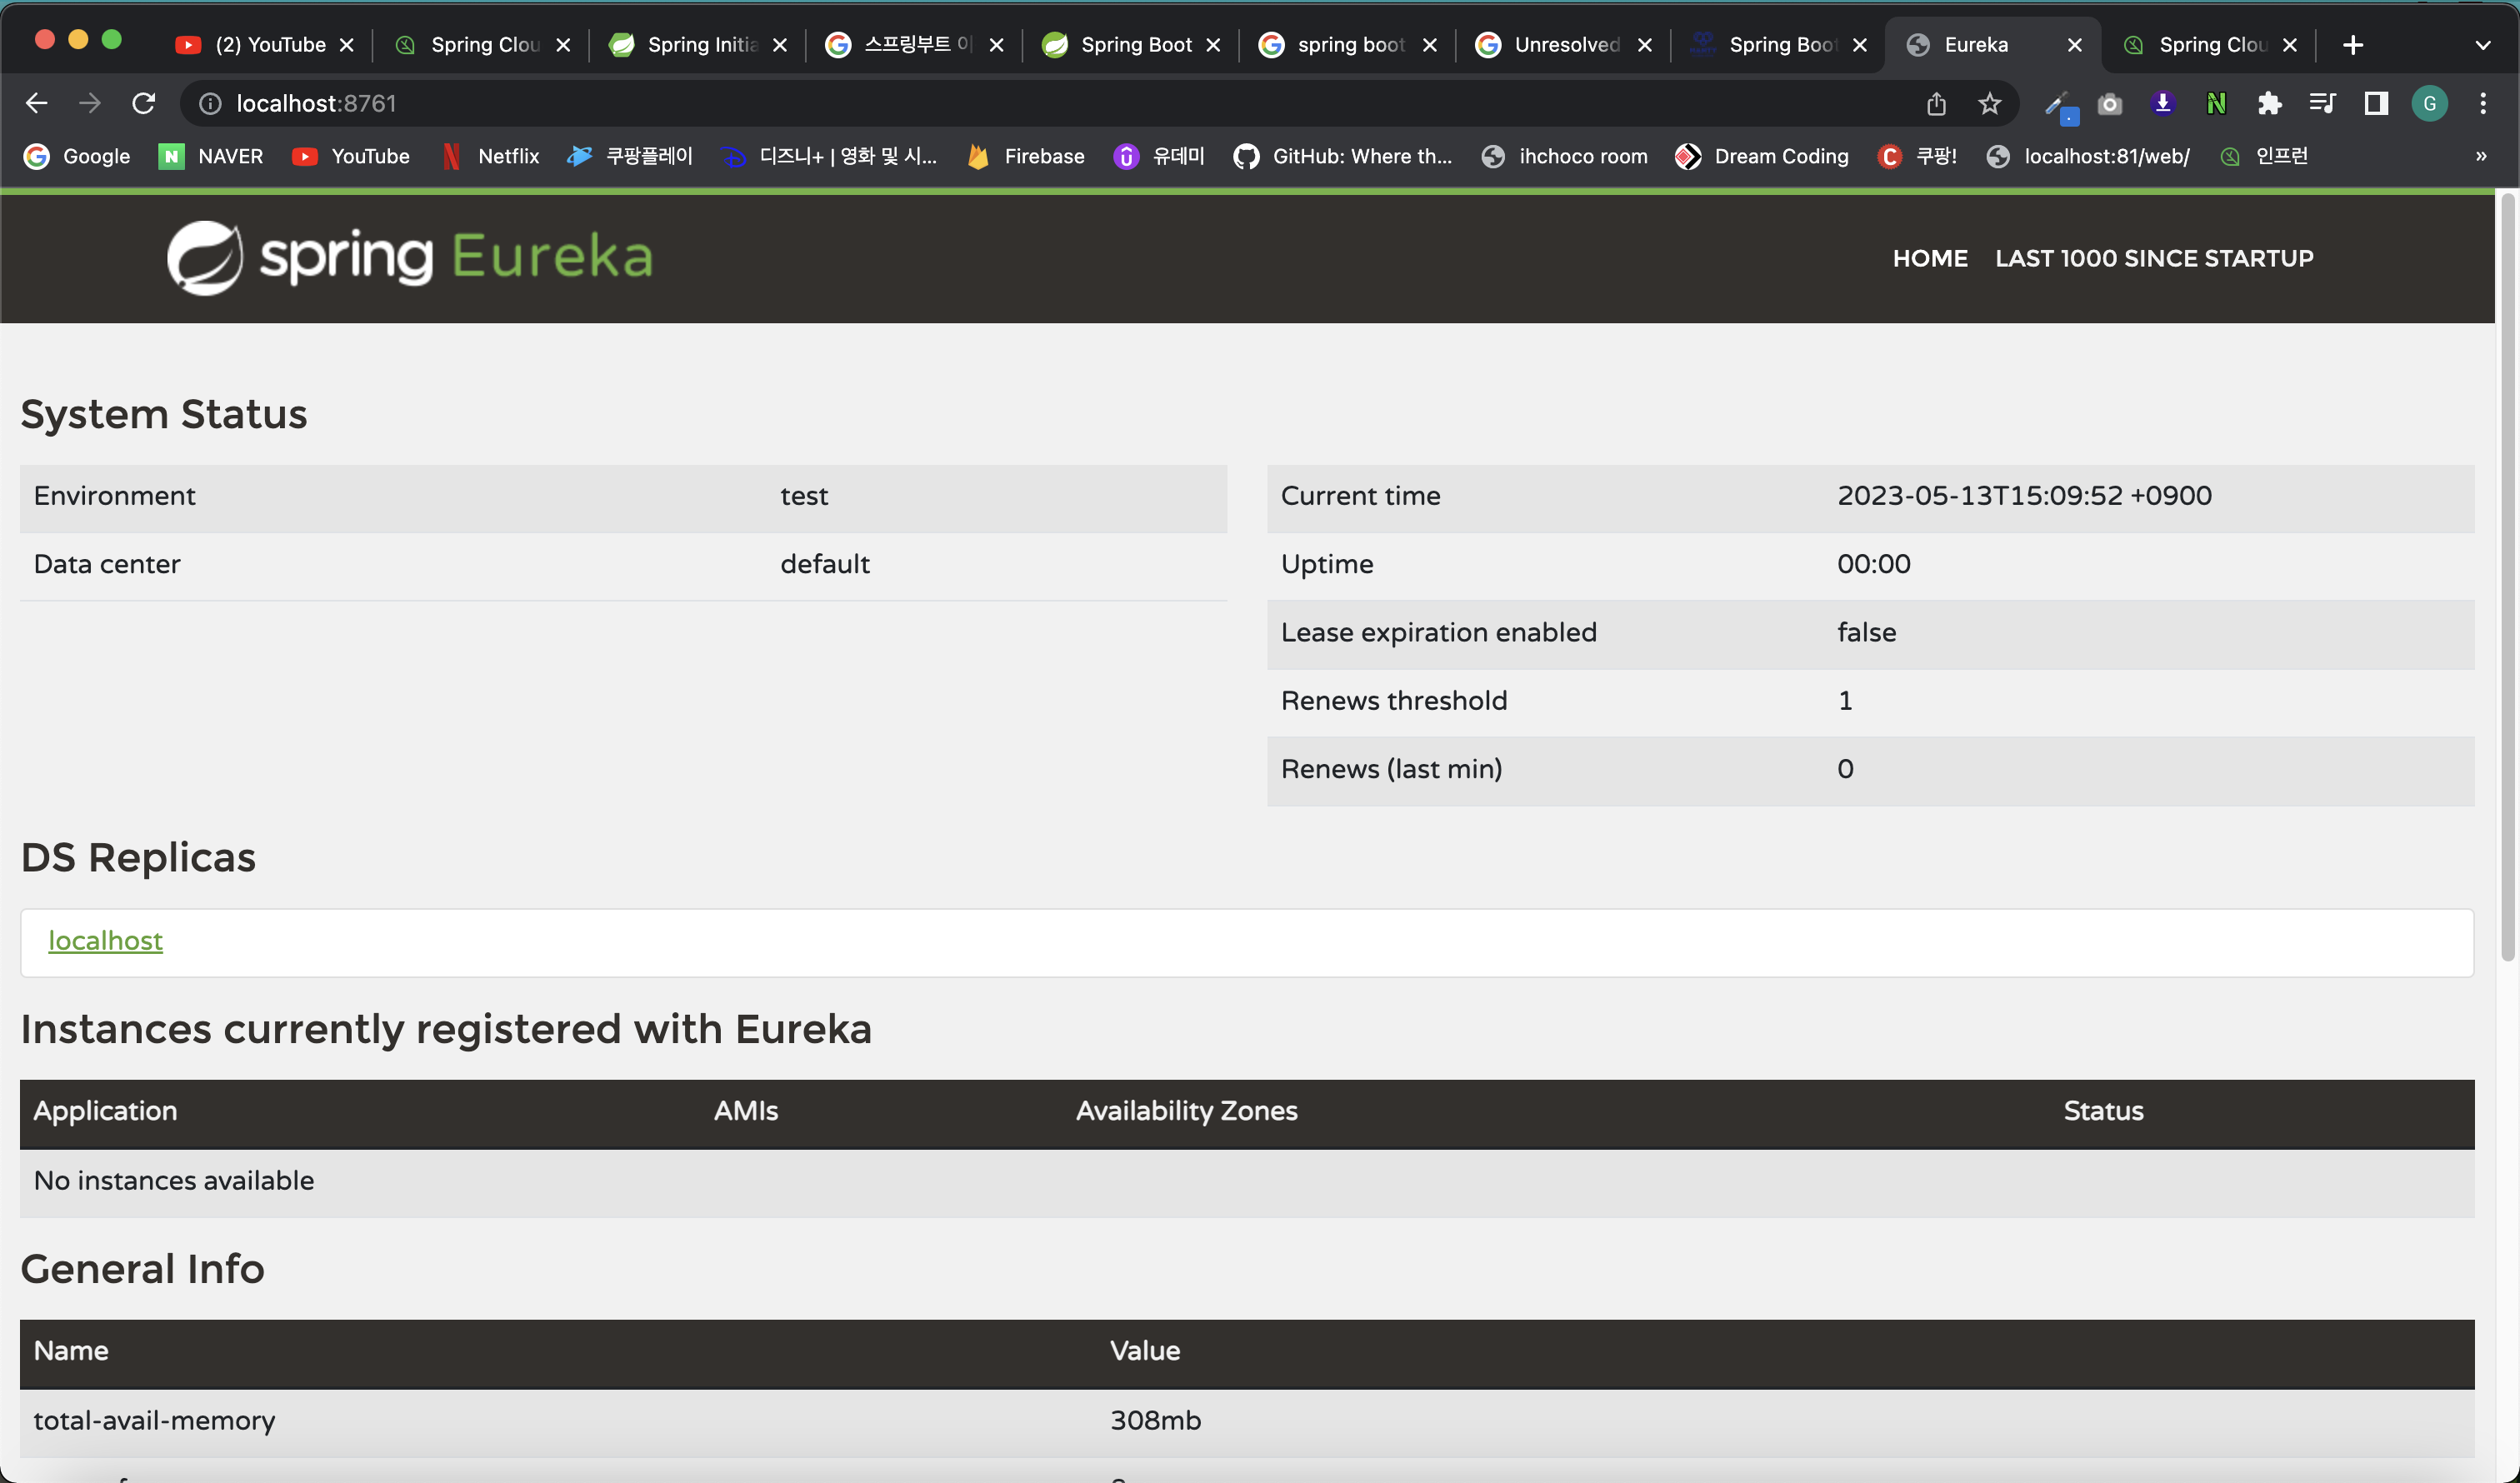 (2) YouTube
Spring Clou
Spring Initia
스프링부트 이
Spring Boot
spring boot
Unresolved
Spring Boot
Eureka
Spring Clou
localhost:8761
G
Google
NAVER
YouTube
Netflix
쿠팡플레이
디즈니+ | 영화 및 시...
Firebase
유데미
GitHub: Where th...
ihchoco room
Dream Coding
쿠팡!
localhost:81/web/
인프런
»
spring Eureka
HOME LAST 1000 SINCE STARTUP
System Status
Environment test
Data center default
Current time 2023-05-13T15:09:52 +0900
Uptime 00:00
Lease expiration enabled false
Renews threshold 1
Renews (last min) 0
DS Replicas
localhost
Instances currently registered with Eureka
Application AMIs Availability Zones Status
No instances available
General Info
Name Value
total-avail-memory 308mb